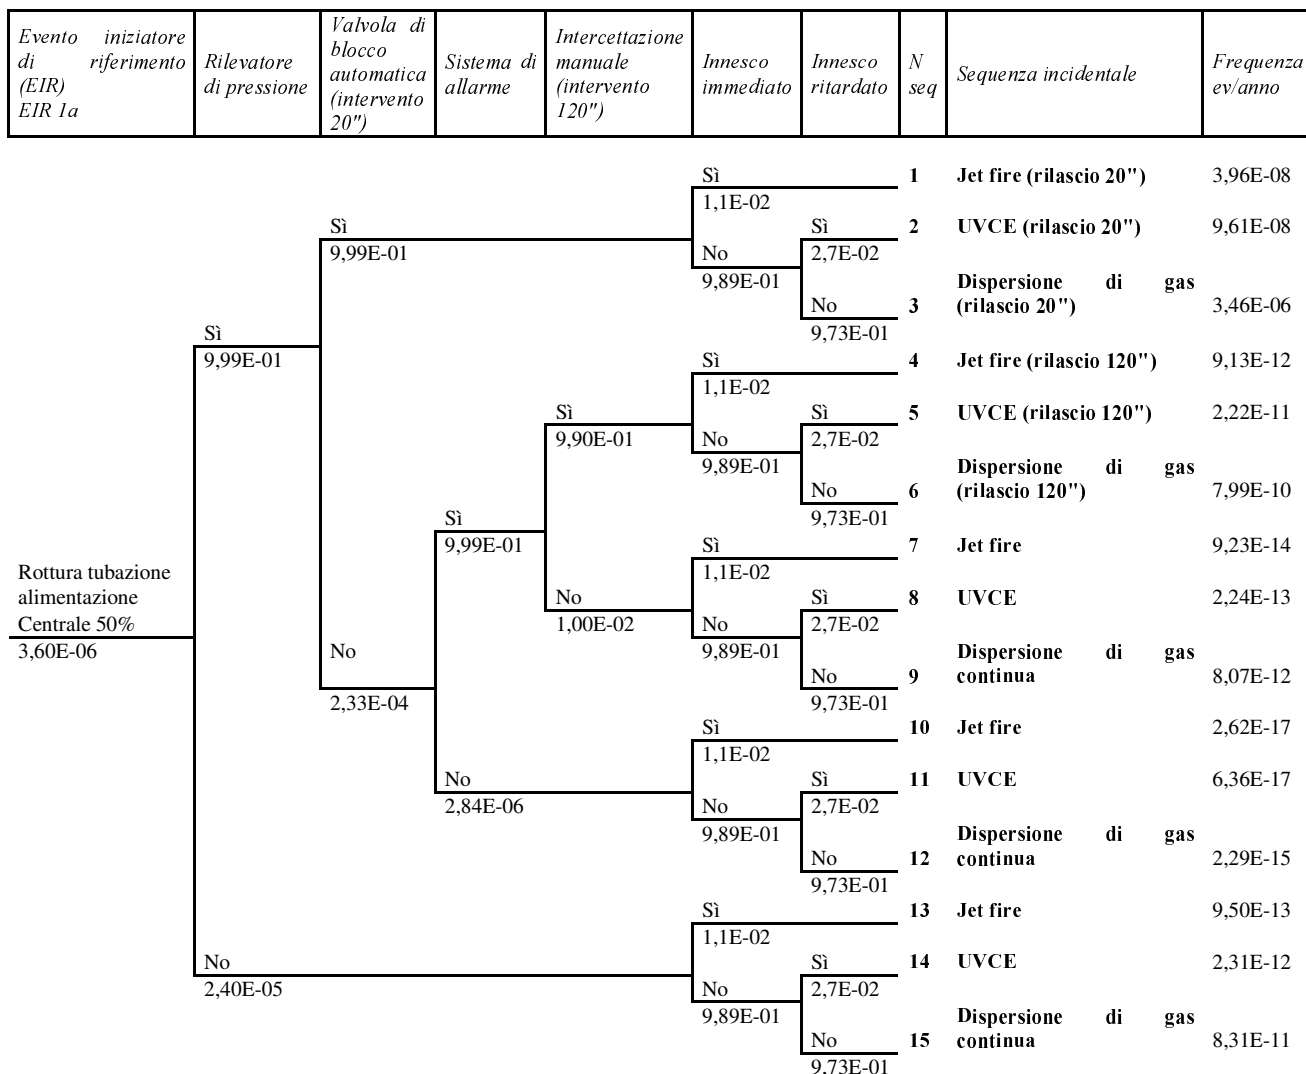 Evento iniziatore
di riferimento
(EIR)
EIR 1a
Rilevatore
di pressione
Valvola di
blocco
automatica
(intervento
20")
Sistema di
allarme
Intercettazione
manuale
(intervento
120")
Innesco
immediato
Innesco
ritardato
N
seq
Sequenza incidentale
Frequenza
ev/anno
Sì
1 Jet fire (rilascio 20") 3,96E-08
1,1E-02
Sì
9,99E-01
Sì
2 UVCE (rilascio 20") 9,61E-08
2,7E-02
No
9,89E-01
Dispersione di gas
No
3 (rilascio 20") 3,46E-06
9,73E-01
Sì
9,99E-01
Sì
4 Jet fire (rilascio 120") 9,13E-12
1,1E-02
Sì
9,90E-01
Sì
5 UVCE (rilascio 120") 2,22E-11
2,7E-02
No
9,89E-01
Dispersione di gas
No
6 (rilascio 120") 7,99E-10
9,73E-01
Sì
9,99E-01
Sì
7 Jet fire 9,23E-14
1,1E-02
Rottura tubazione
alimentazione
Centrale 50%
3,60E-06
No
1,00E-02
Sì
8 UVCE 2,24E-13
2,7E-02
No
9,89E-01
No
2,33E-04
Dispersione di gas
No
9 continua 8,07E-12
9,73E-01
Sì
10 Jet fire 2,62E-17
1,1E-02
No
2,84E-06
Sì
11 UVCE 6,36E-17
2,7E-02
No
9,89E-01
Dispersione di gas
No
12 continua 2,29E-15
9,73E-01
Sì
13 Jet fire 9,50E-13
1,1E-02
No
2,40E-05
Sì
14 UVCE 2,31E-12
2,7E-02
No
9,89E-01
Dispersione di gas
No
15 continua 8,31E-11
9,73E-01